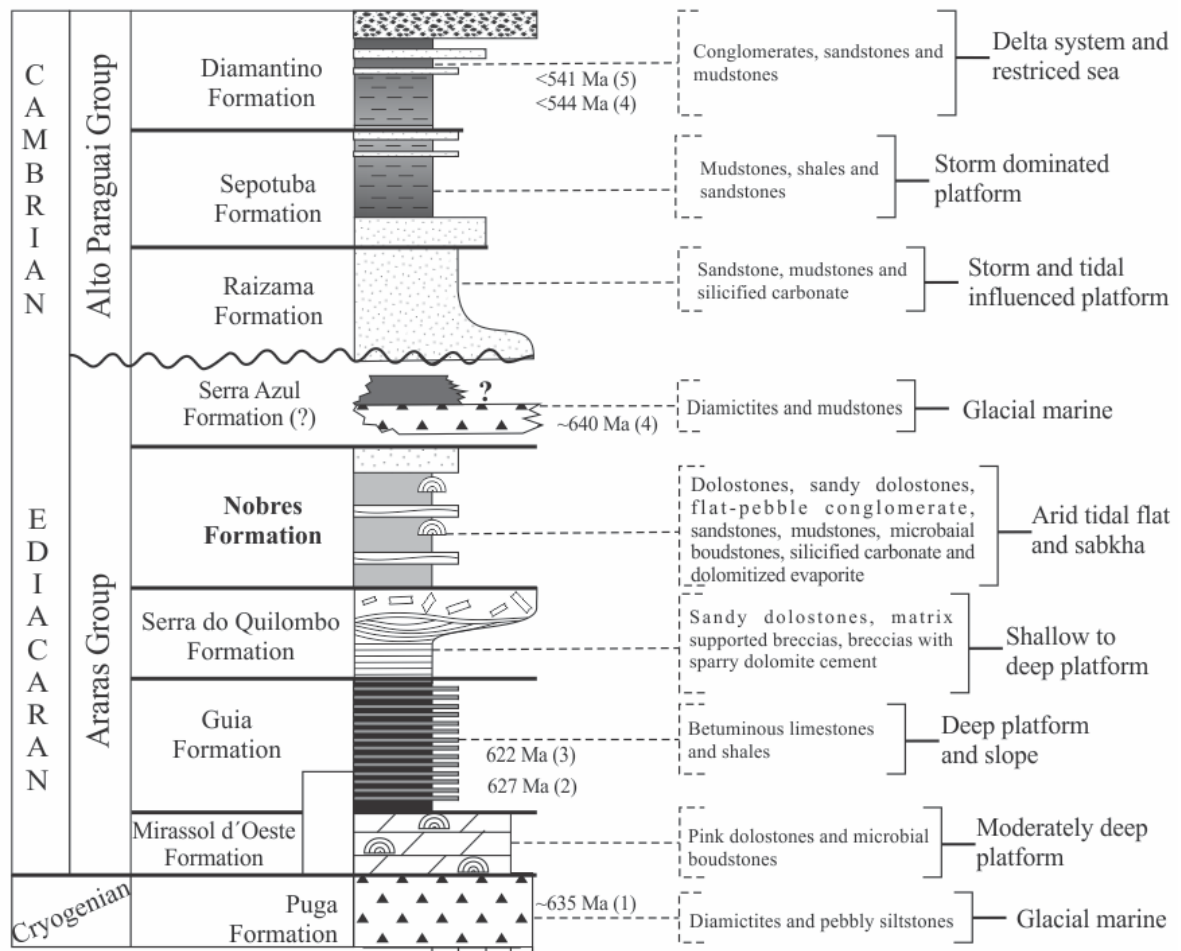 CAMBRIAN
Alto Paraguai Group
Diamantino
Formation
<541 Ma (5)
<544 Ma (4)
Conglomerates, sandstones and
mudstones
Delta system and
restriced sea
Sepotuba
Formation
Mudstones, shales and
sandstones
Storm dominated
platform
Raizama
Formation
Sandstone, mudstones and
silicified carbonate
Storm and tidal
influenced platform
EDIACARAN
Araras Group
Serra Azul
Formation (?)
?
~640 Ma (4)
Diamictites and mudstones
Glacial marine
Nobres
Formation
Dolostones, sandy dolostones,
flat-pebble conglomerate,
sandstones, mudstones, microbaial
boudstones, silicified carbonate and
dolomitized evaporite
Arid tidal flat
and sabkha
Serra do Quilombo
Formation
Sandy dolostones, matrix
supported breccias, breccias with
sparry dolomite cement
Shallow to
deep platform
Guia
Formation
622 Ma (3)
627 Ma (2)
Betuminous limestones
and shales
Deep platform
and slope
Mirassol d´Oeste
Formation
Pink dolostones and microbial
boudstones
Moderately deep
platform
Cryogenian
Puga
Formation
~635 Ma (1)
Diamictites and pebbly siltstones
Glacial marine